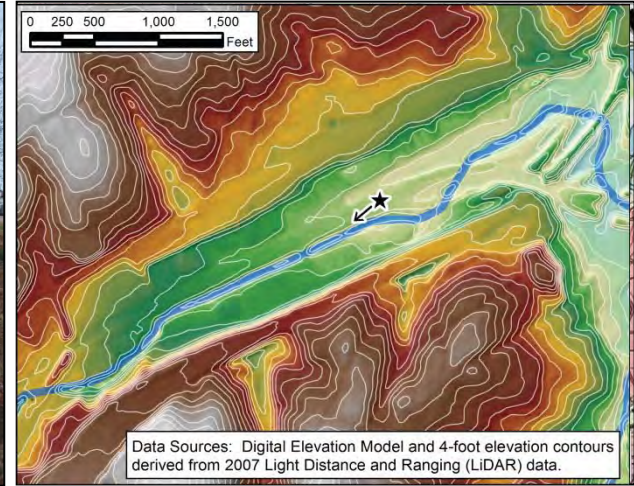 0 250 500 1,000 1,500
Feet
Data Sources: Digital Elevation Model and 4-foot elevation contours
derived from 2007 Light Distance and Ranging (LiDAR) data.